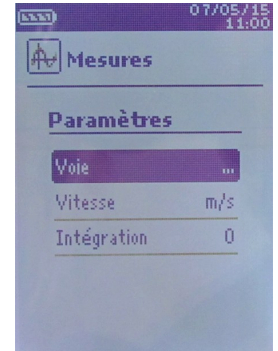 07/05/15
11:00
Mesures
Paramètres
Voie ...
Vitesse m/s
Intégration 0